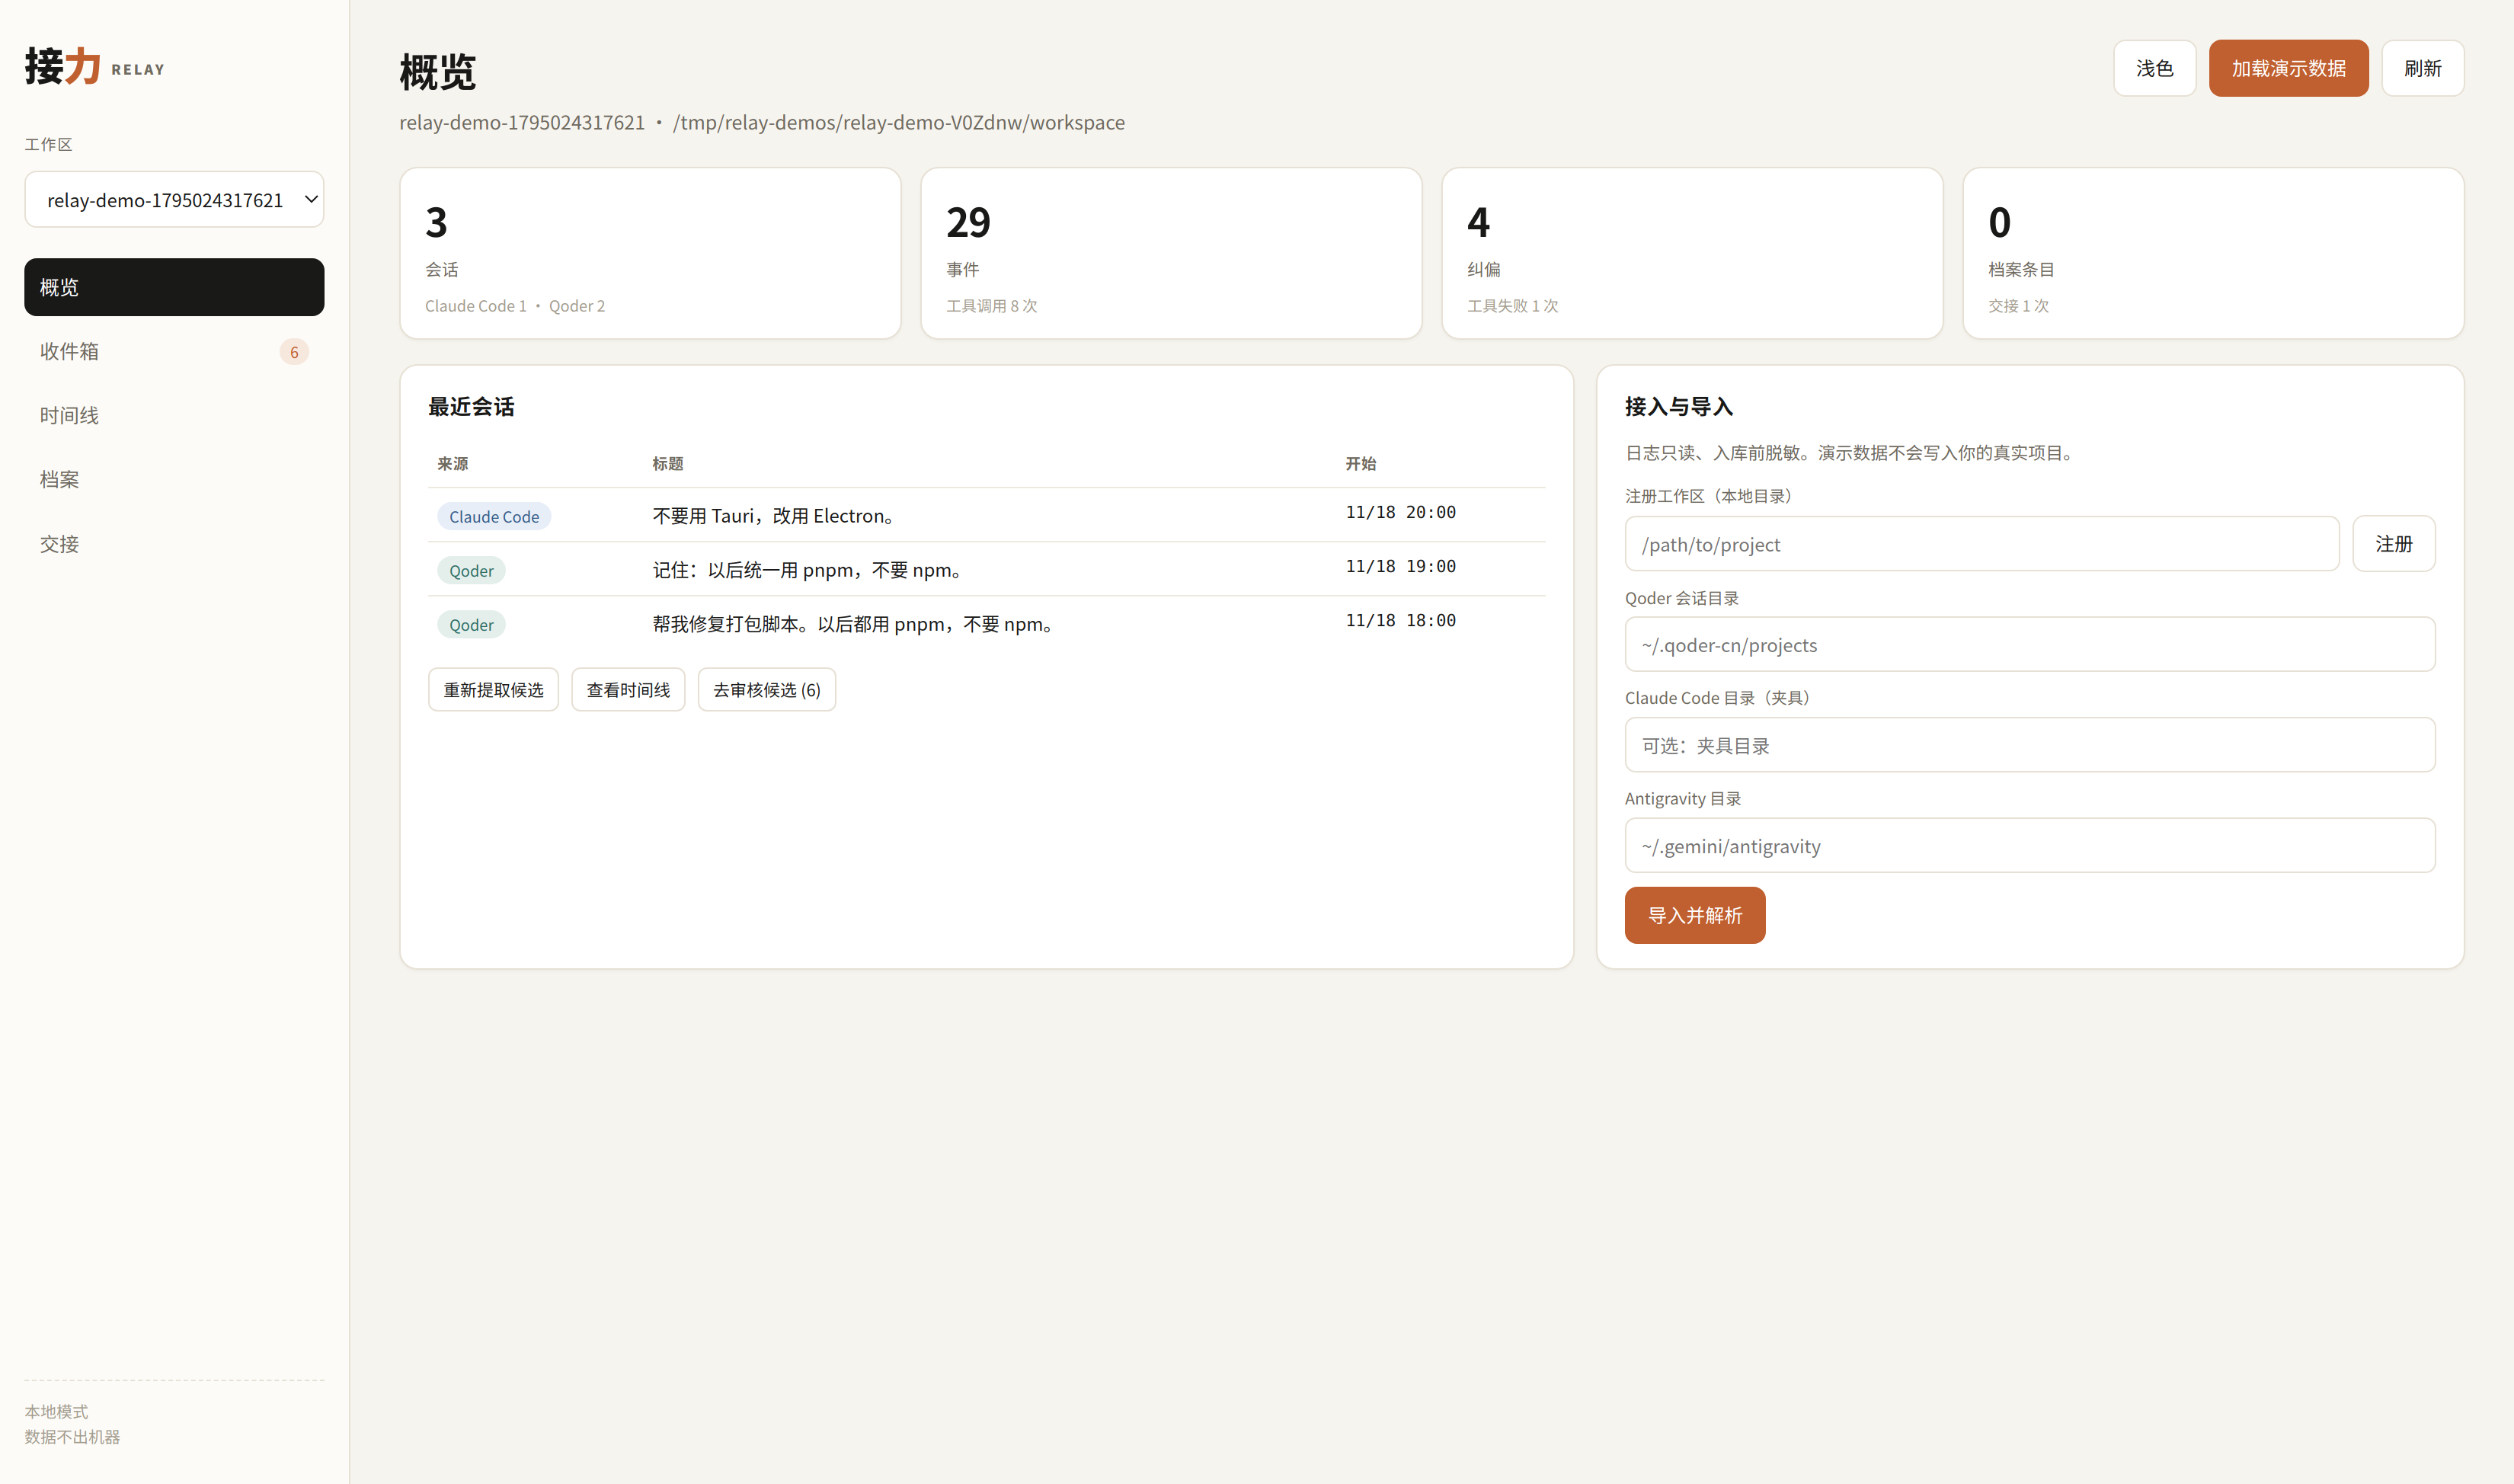 接力 RELAY
工作区
relay-demo-1795024317621
概览
收件箱 6
时间线
档案
交接
本地模式
数据不出机器
概览
relay-demo-1795024317621 · /tmp/relay-demos/relay-demo-V0Zdnw/workspace
浅色 加载演示数据 刷新
3
会话
Claude Code 1 · Qoder 2
29
事件
工具调用 8 次
4
纠偏
工具失败 1 次
0
档案条目
交接 1 次
最近会话
来源 标题 开始
Claude Code 不要用 Tauri，改用 Electron。 11/18 20:00
Qoder 记住：以后统一用 pnpm，不要 npm。 11/18 19:00
Qoder 帮我修复打包脚本。以后都用 pnpm，不要 npm。 11/18 18:00
重新提取候选 查看时间线 去审核候选 (6)
接入与导入
日志只读、入库前脱敏。演示数据不会写入你的真实项目。
注册工作区（本地目录）
/path/to/project 注册
Qoder 会话目录
~/.qoder-cn/projects
Claude Code 目录（夹具）
可选：夹具目录
Antigravity 目录
~/.gemini/antigravity
导入并解析